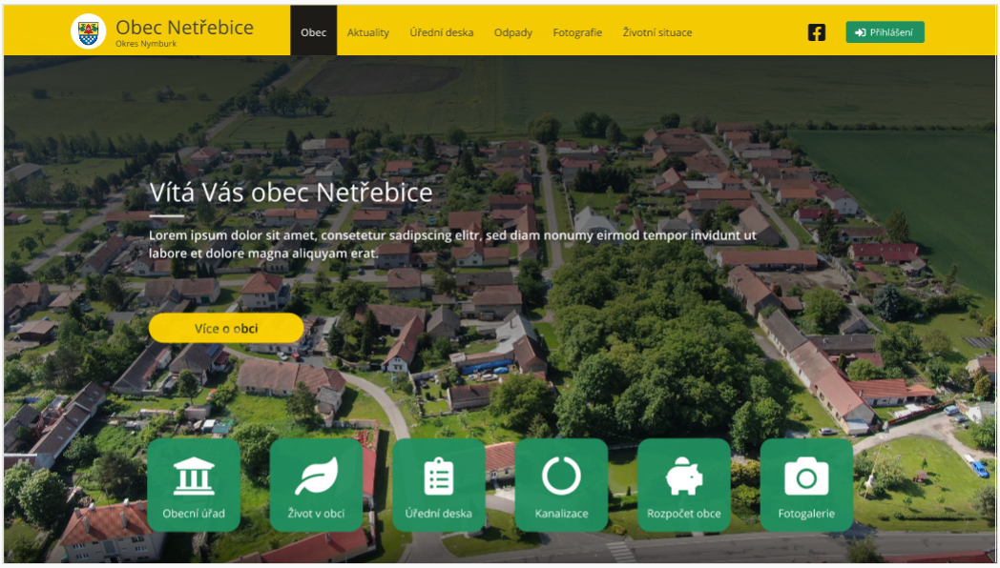 Obec Netřebice
Okres Nymburk
Obec
Aktuality
Úřední deska
Odpady
Fotografie
Životní situace
Přihlášení
Vítá Vás obec Netřebice
Lorem ipsum dolor sit amet, consetetur sadipscing elitr, sed diam nonumy eirmod tempor invidunt ut
labore et dolore magna aliquyam erat.
Více o obci
Obecní úřad
Život v obci
Úřední deska
Kanalizace
Rozpočet obce
Fotogalerie